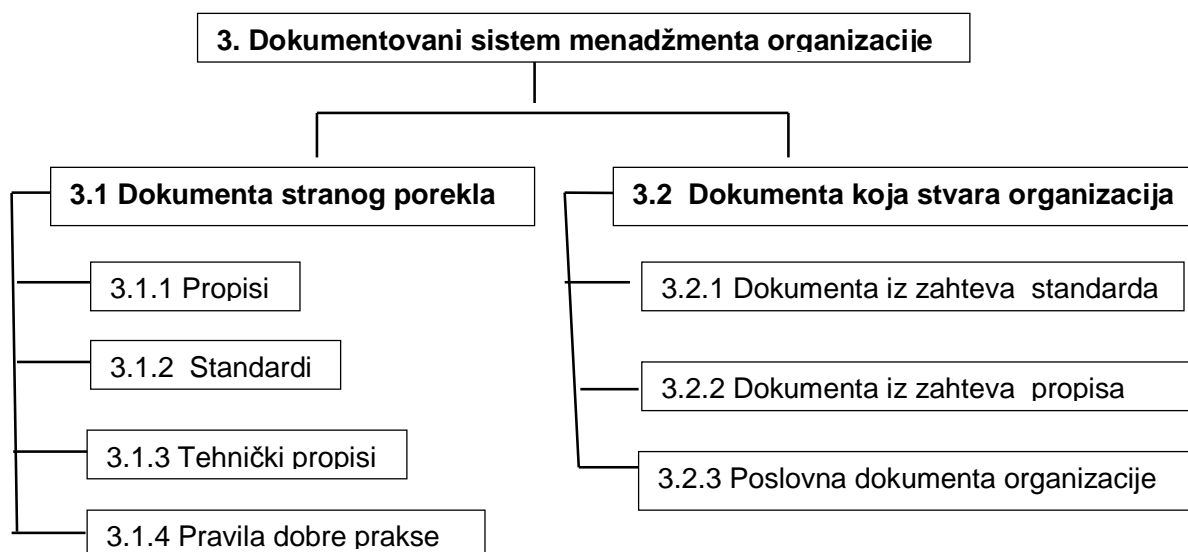 3. Dokumentovani sistem menadžmenta organizacije
3.1 Dokumenta stranog porekla
3.1.1 Propisi
3.1.2 Standardi
3.1.3 Tehnički propisi
3.1.4 Pravila dobre prakse
3.2 Dokumenta koja stvara organizacija
3.2.1 Dokumenta iz zahteva standarda
3.2.2 Dokumenta iz zahteva propisa
3.2.3 Poslovna dokumenta organizacije